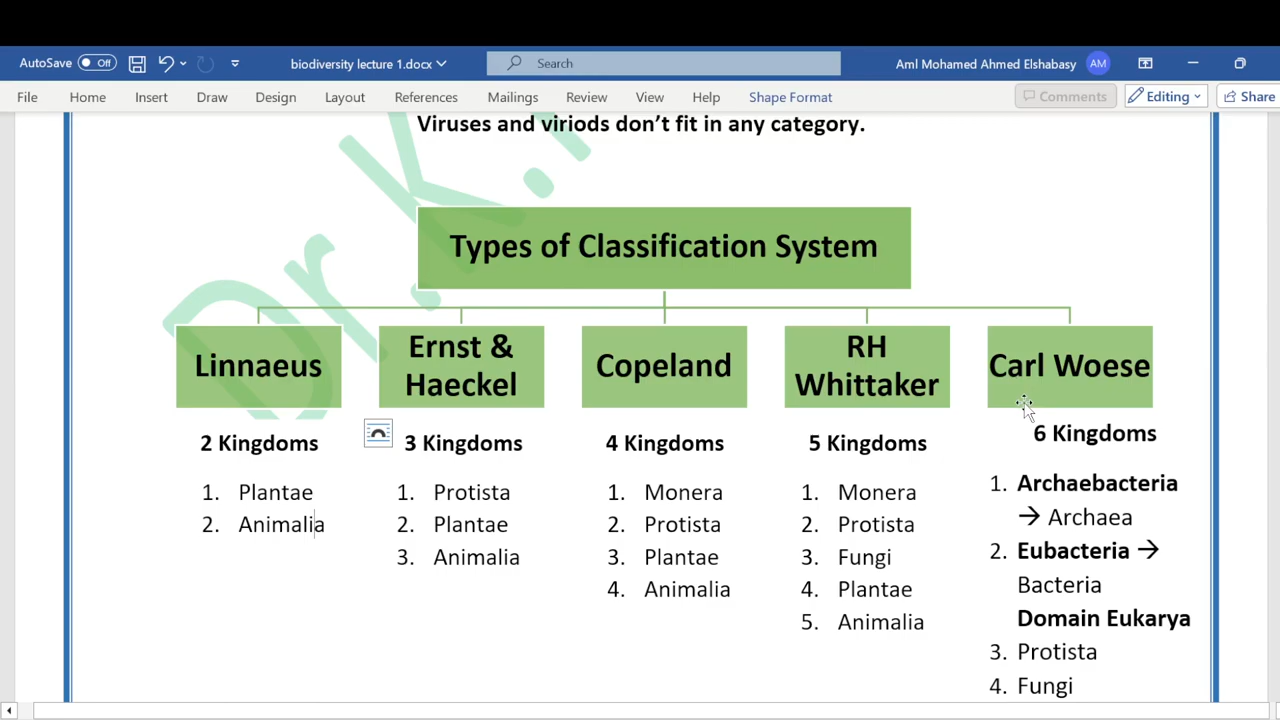 AutoSave Off biodiversity lecture 1.docx Search Aml Mohamed Ahmed Elshabasy AM
File Home Insert Draw Design Layout References Mailings Review View Help Shape Format Comments Editing Share
Viruses and viriods don't fit in any category.
Dr.K.
Types of Classification System
Linnaeus
2 Kingdoms
1. Plantae
2. Animalia
Ernst &
Haeckel
3 Kingdoms
1. Protista
2. Plantae
3. Animalia
Copeland
4 Kingdoms
1. Monera
2. Protista
3. Plantae
4. Animalia
RH
Whittaker
5 Kingdoms
1. Monera
2. Protista
3. Fungi
4. Plantae
5. Animalia
Carl Woese
6 Kingdoms
1. Archaebacteria
→ Archaea
2. Eubacteria →
Bacteria
Domain Eukarya
3. Protista
4. Fungi